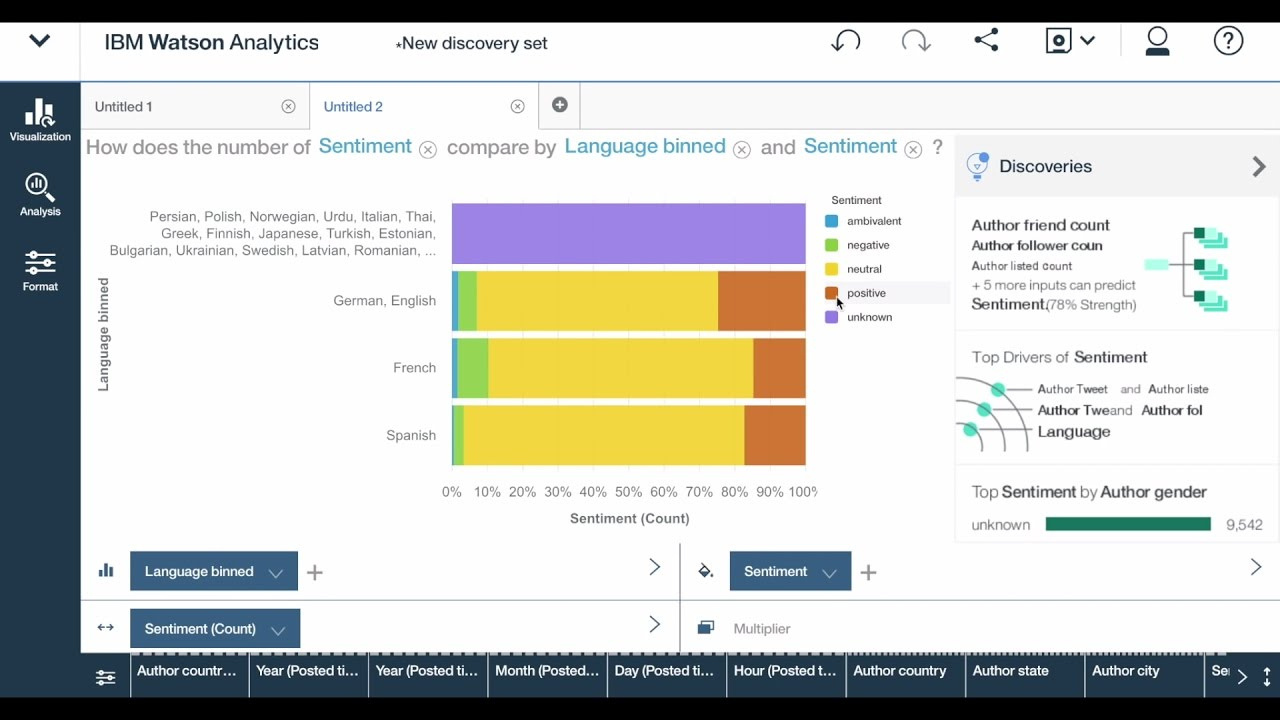 IBM Watson Analytics
*New discovery set
?
Visualization
Analysis
Format
Untitled 1
Untitled 2
How does the number of Sentiment compare by Language binned and Sentiment ?
Discoveries
Language binned
Persian, Polish, Norwegian, Urdu, Italian, Thai,
Greek, Finnish, Japanese, Turkish, Estonian,
Bulgarian, Ukrainian, Swedish, Latvian, Romanian, ...
German, English
French
Spanish
0% 10% 20% 30% 40% 50% 60% 70% 80% 90% 100%
Sentiment (Count)
Sentiment
ambivalent
negative
neutral
positive
unknown
Author friend count
Author follower coun
Author listed count
+ 5 more inputs can predict
Sentiment(78% Strength)
Top Drivers of Sentiment
Author Tweet and Author liste
Author Tweand Author fol
Language
Top Sentiment by Author gender
unknown 9,542
Language binned
Sentiment
Sentiment (Count)
Multiplier
Author countr... Year (Posted ti... Year (Posted ti... Month (Posted... Day (Posted ti... Hour (Posted t... Author country Author state Author city Se